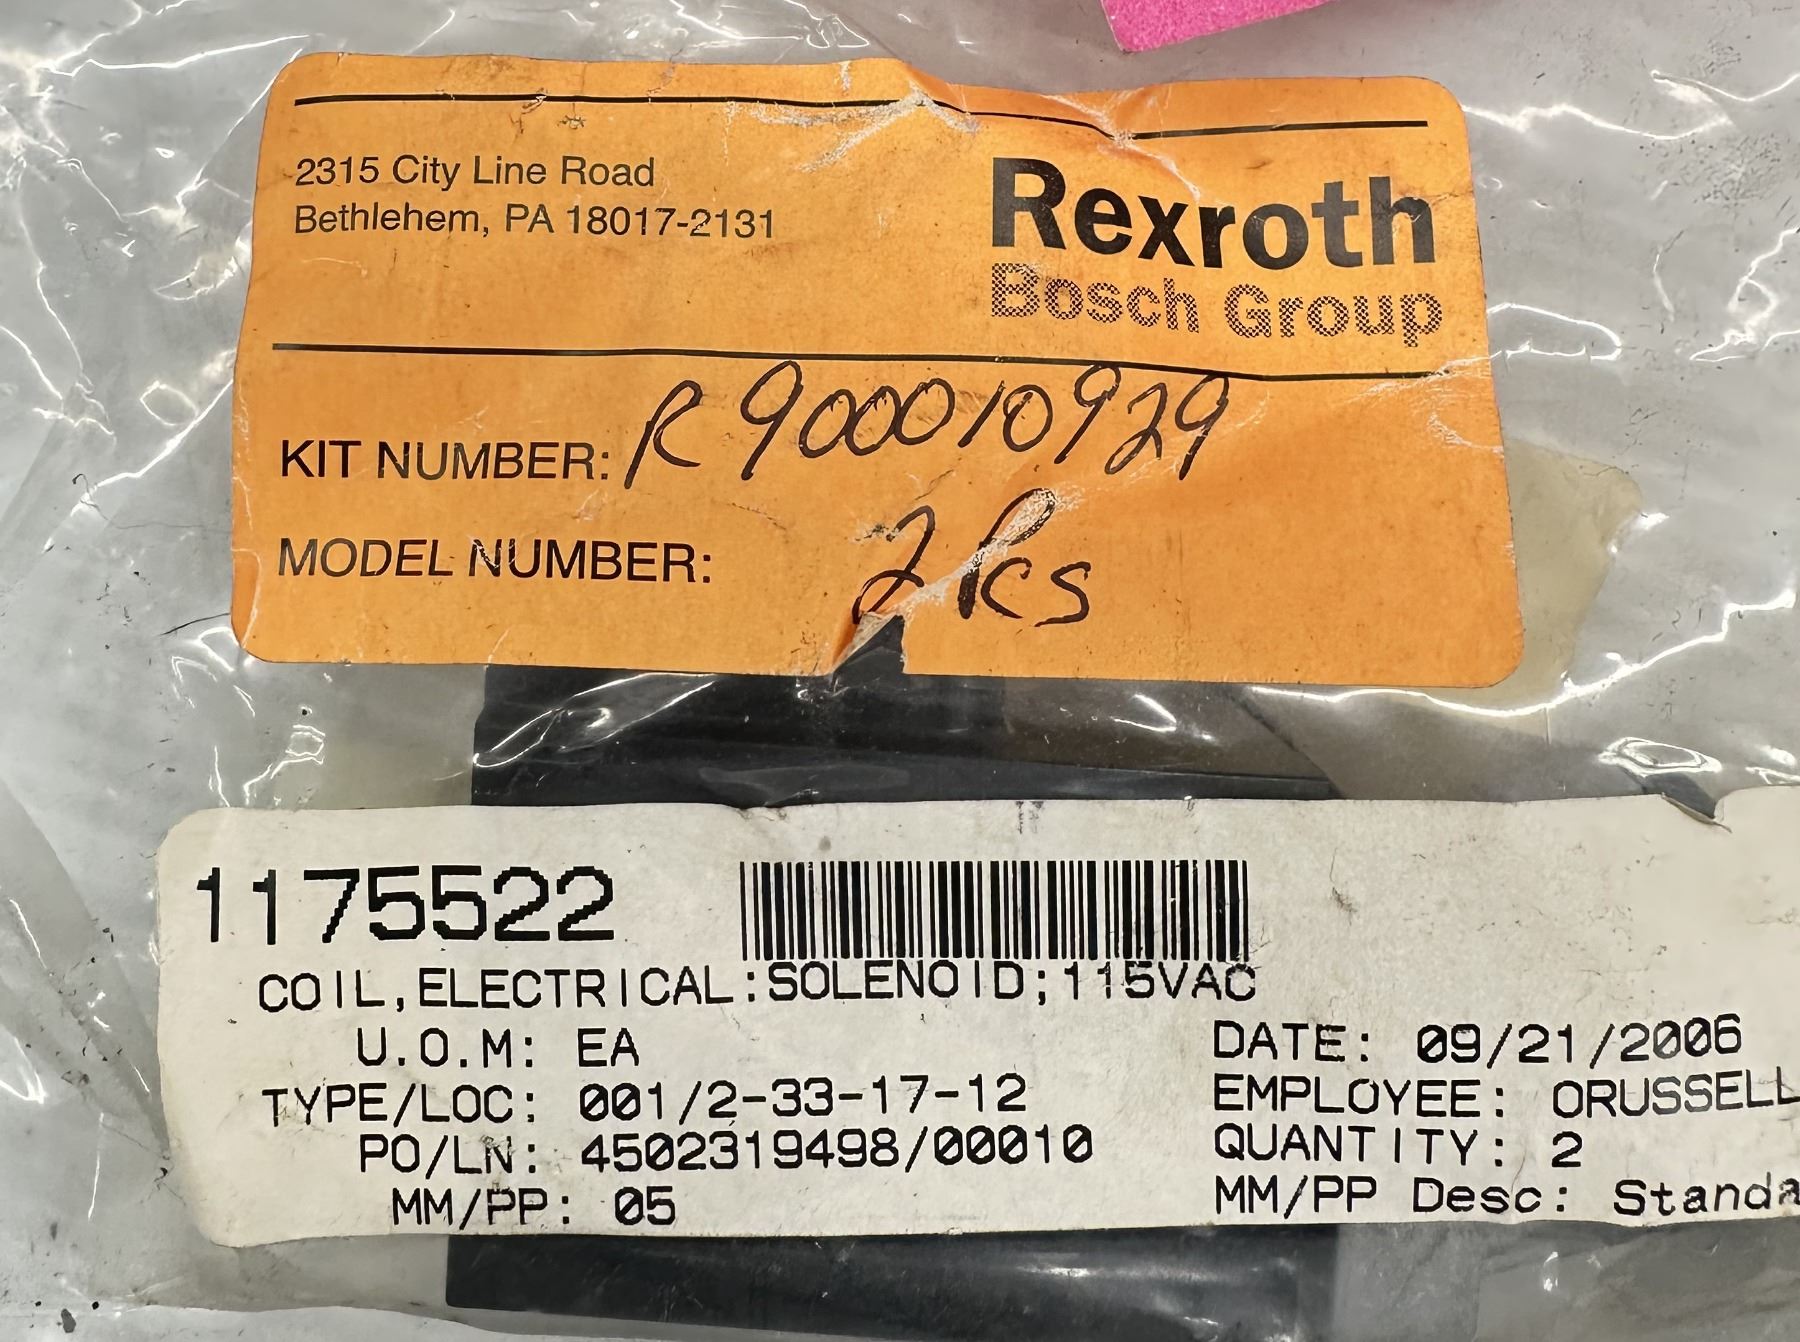 2315 City Line Road
Bethlehem, PA 18017-2131
Rexroth
Bosch Group
KIT NUMBER: R900010929
MODEL NUMBER: 2 Pcs
1175522
COIL,ELECTRICAL:SOLENOID;115VAC
U.O.M: EA
DATE: 09/21/2006
TYPE/LOC: 001/2-33-17-12
EMPLOYEE: ORUSSELL
PO/LN: 4502319498/00010
QUANTITY: 2
MM/PP: 05
MM/PP Desc: Standa